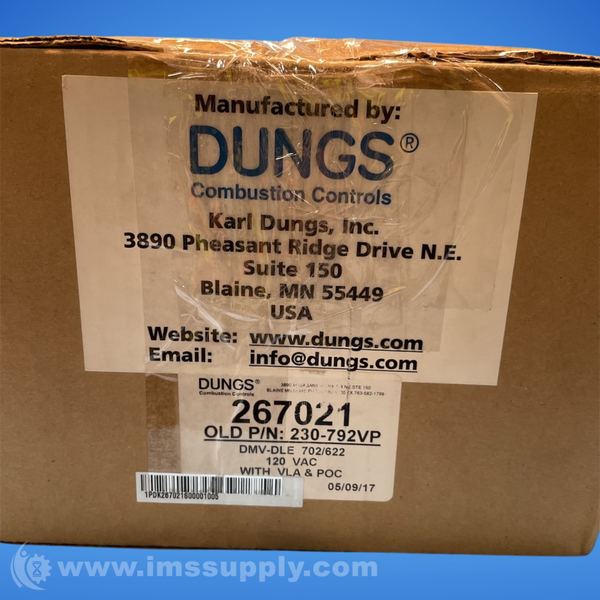 Manufactured by:
DUNGS®
Combustion Controls
Karl Dungs, Inc.
3890 Pheasant Ridge Drive N.E.
Suite 150
Blaine, MN 55449
USA
Website: www.dungs.com
Email: info@dungs.com
DUNGS®
Combustion Controls
267021
OLD P/N: 230-792VP
DMV-DLE 702/622
120 VAC
WITH VLA & POC
05/09/17
1PDK267021S00001005
www.imssupply.com